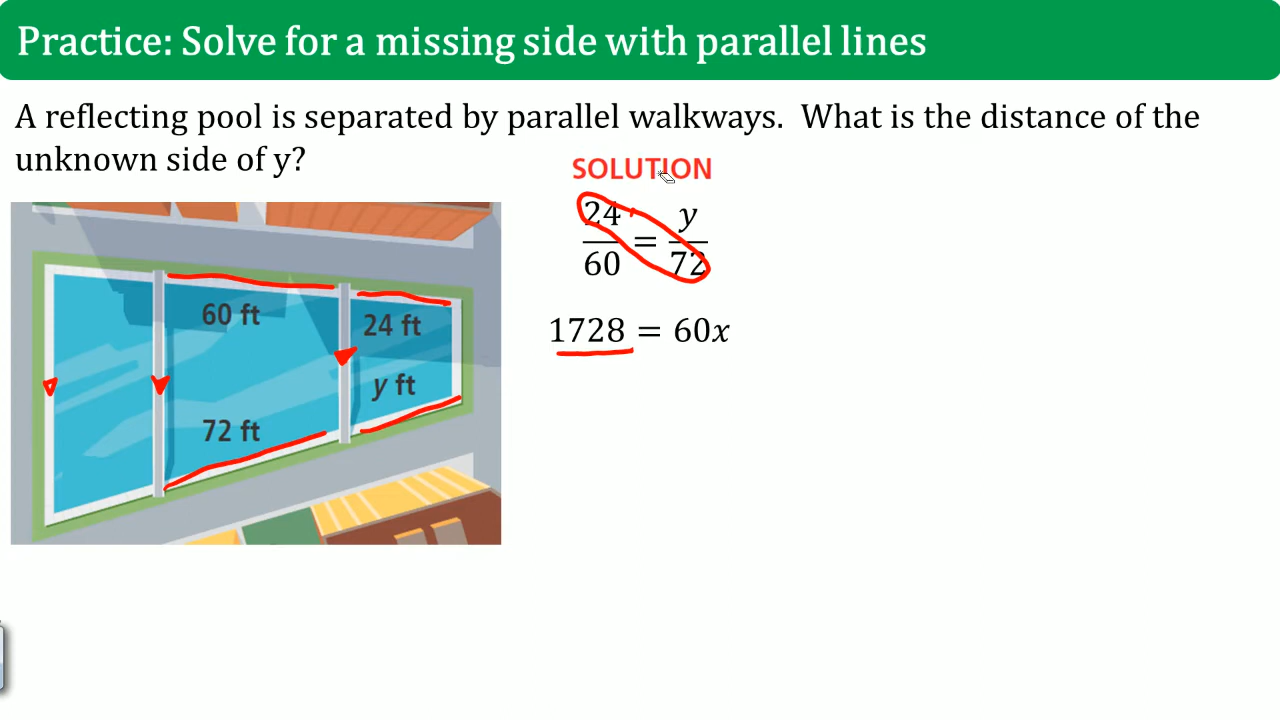 Practice: Solve for a missing side with parallel lines
A reflecting pool is separated by parallel walkways.  What is the distance of the
unknown side of y?
SOLUTION
24/60 = y/72
1728 = 60x
60 ft
24 ft
y ft
72 ft